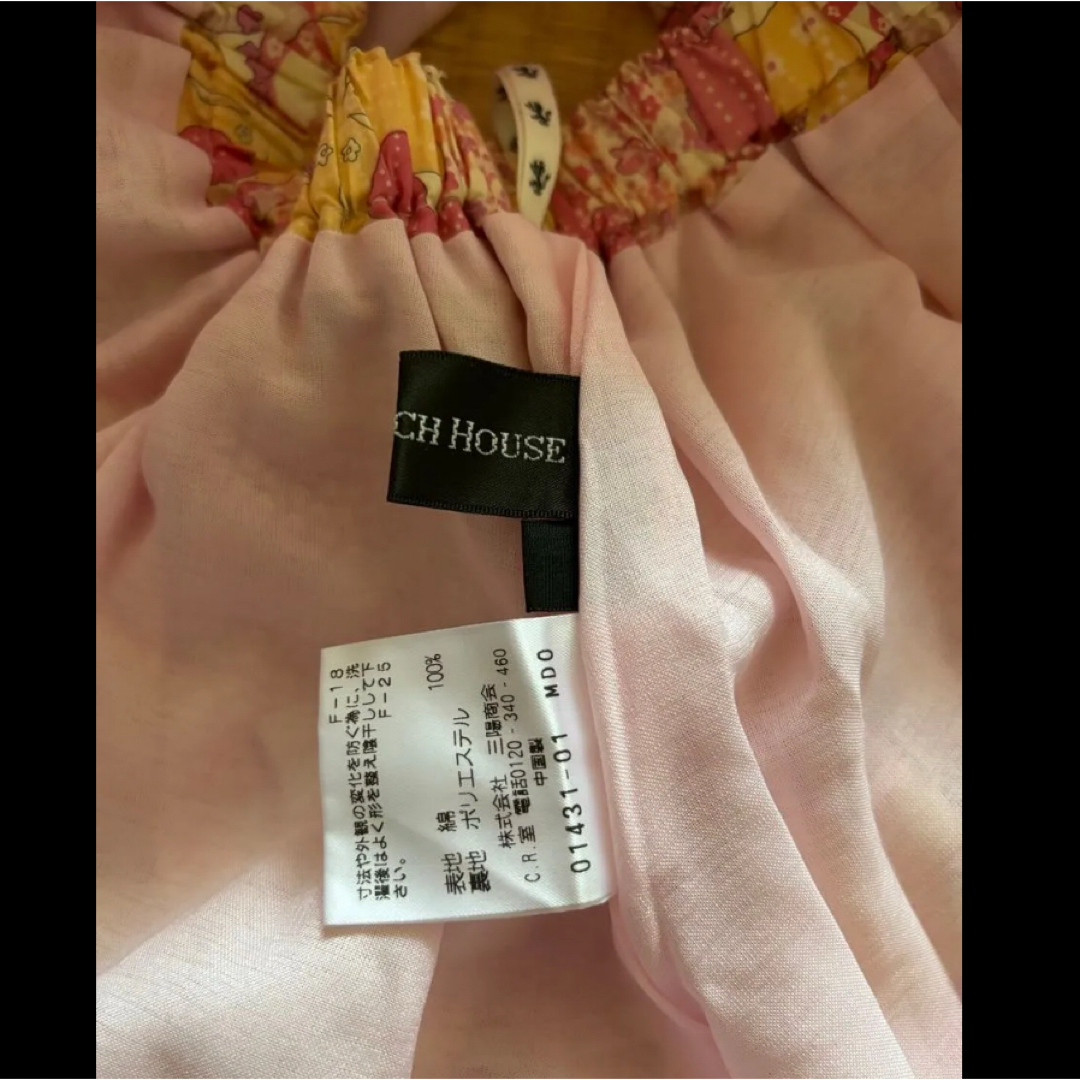 CH HOUSE
F-18
寸法や外観の変化を防ぐ為に、洗
濯後はよく形を整え陰干しして下
さい。
F-25
表地 綿 100%
裏地 ポリエステル
株式会社 三陽商会
C.R.室 電話0120-340-460
中国製
01431-01 MDO